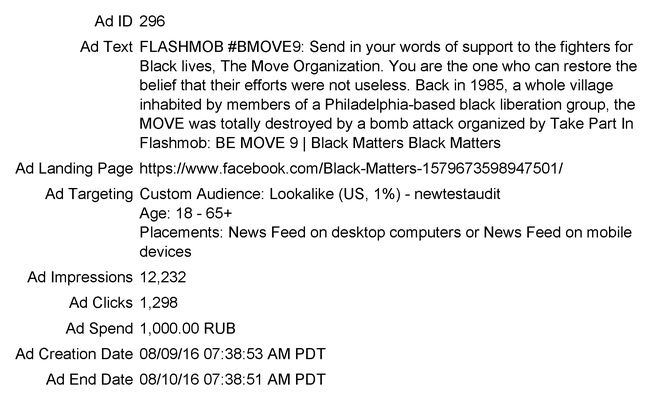 Ad ID 296
Ad Text FLASHMOB #BMOVE9: Send in your words of support to the fighters for
Black lives, The Move Organization. You are the one who can restore the
belief that their efforts were not useless. Back in 1985, a whole village
inhabited by members of a Philadelphia-based black liberation group, the
MOVE was totally destroyed by a bomb attack organized by Take Part In
Flashmob: BE MOVE 9 | Black Matters Black Matters
Ad Landing Page https://www.facebook.com/Black-Matters-1579673598947501/
Ad Targeting Custom Audience: Lookalike (US, 1%) - newtestaudit
Age: 18 - 65+
Placements: News Feed on desktop computers or News Feed on mobile
devices
Ad Impressions 12,232
Ad Clicks 1,298
Ad Spend 1,000.00 RUB
Ad Creation Date 08/09/16 07:38:53 AM PDT
Ad End Date 08/10/16 07:38:51 AM PDT